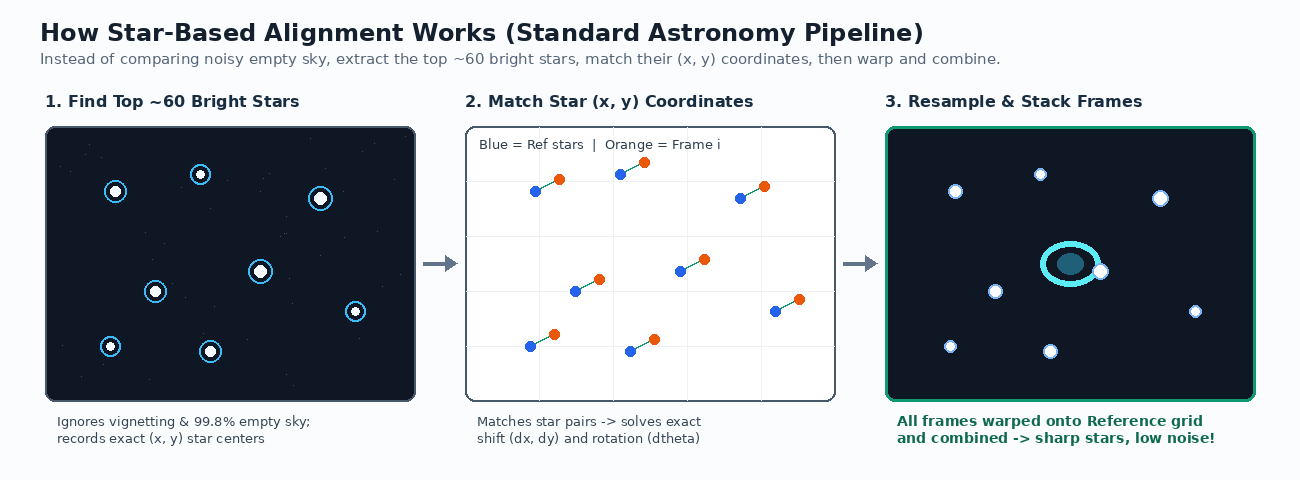 How Star-Based Alignment Works (Standard Astronomy Pipeline)
Instead of comparing noisy empty sky, extract the top ~60 bright stars, match their (x, y) coordinates, then warp and combine.
1. Find Top ~60 Bright Stars
Ignores vignetting & 99.8% empty sky;
records exact (x, y) star centers
2. Match Star (x, y) Coordinates
Blue = Ref stars | Orange = Frame i
Matches star pairs -> solves exact
shift (dx, dy) and rotation (dtheta)
3. Resample & Stack Frames
All frames warped onto Reference grid
and combined -> sharp stars, low noise!